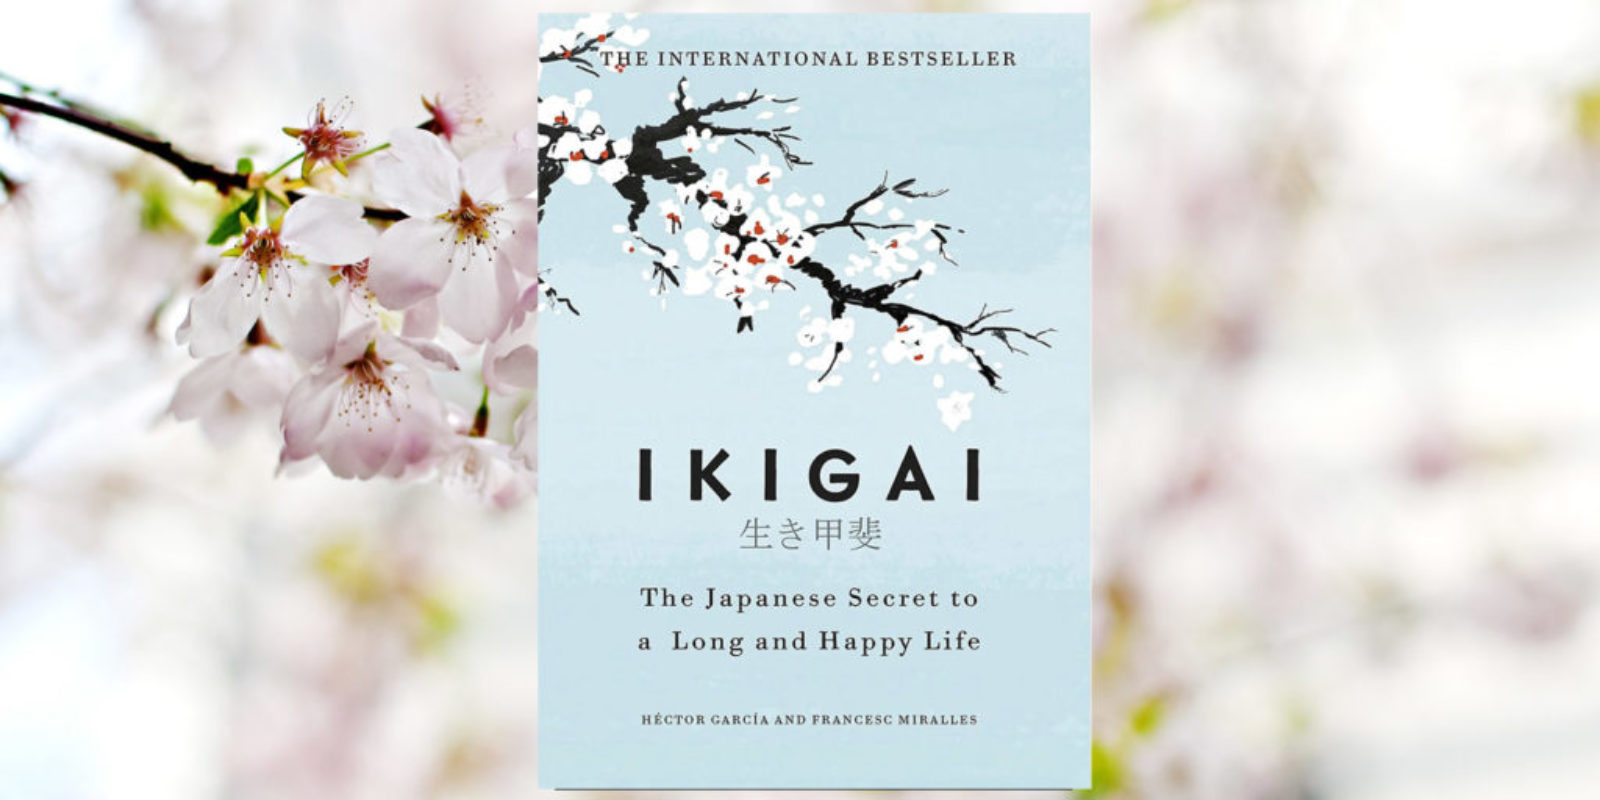 THE INTERNATIONAL BESTSELLER
IKIGAI
生き甲斐
The Japanese Secret to
a Long and Happy Life
HÉCTOR GARCÍA AND FRANCESC MIRALLES